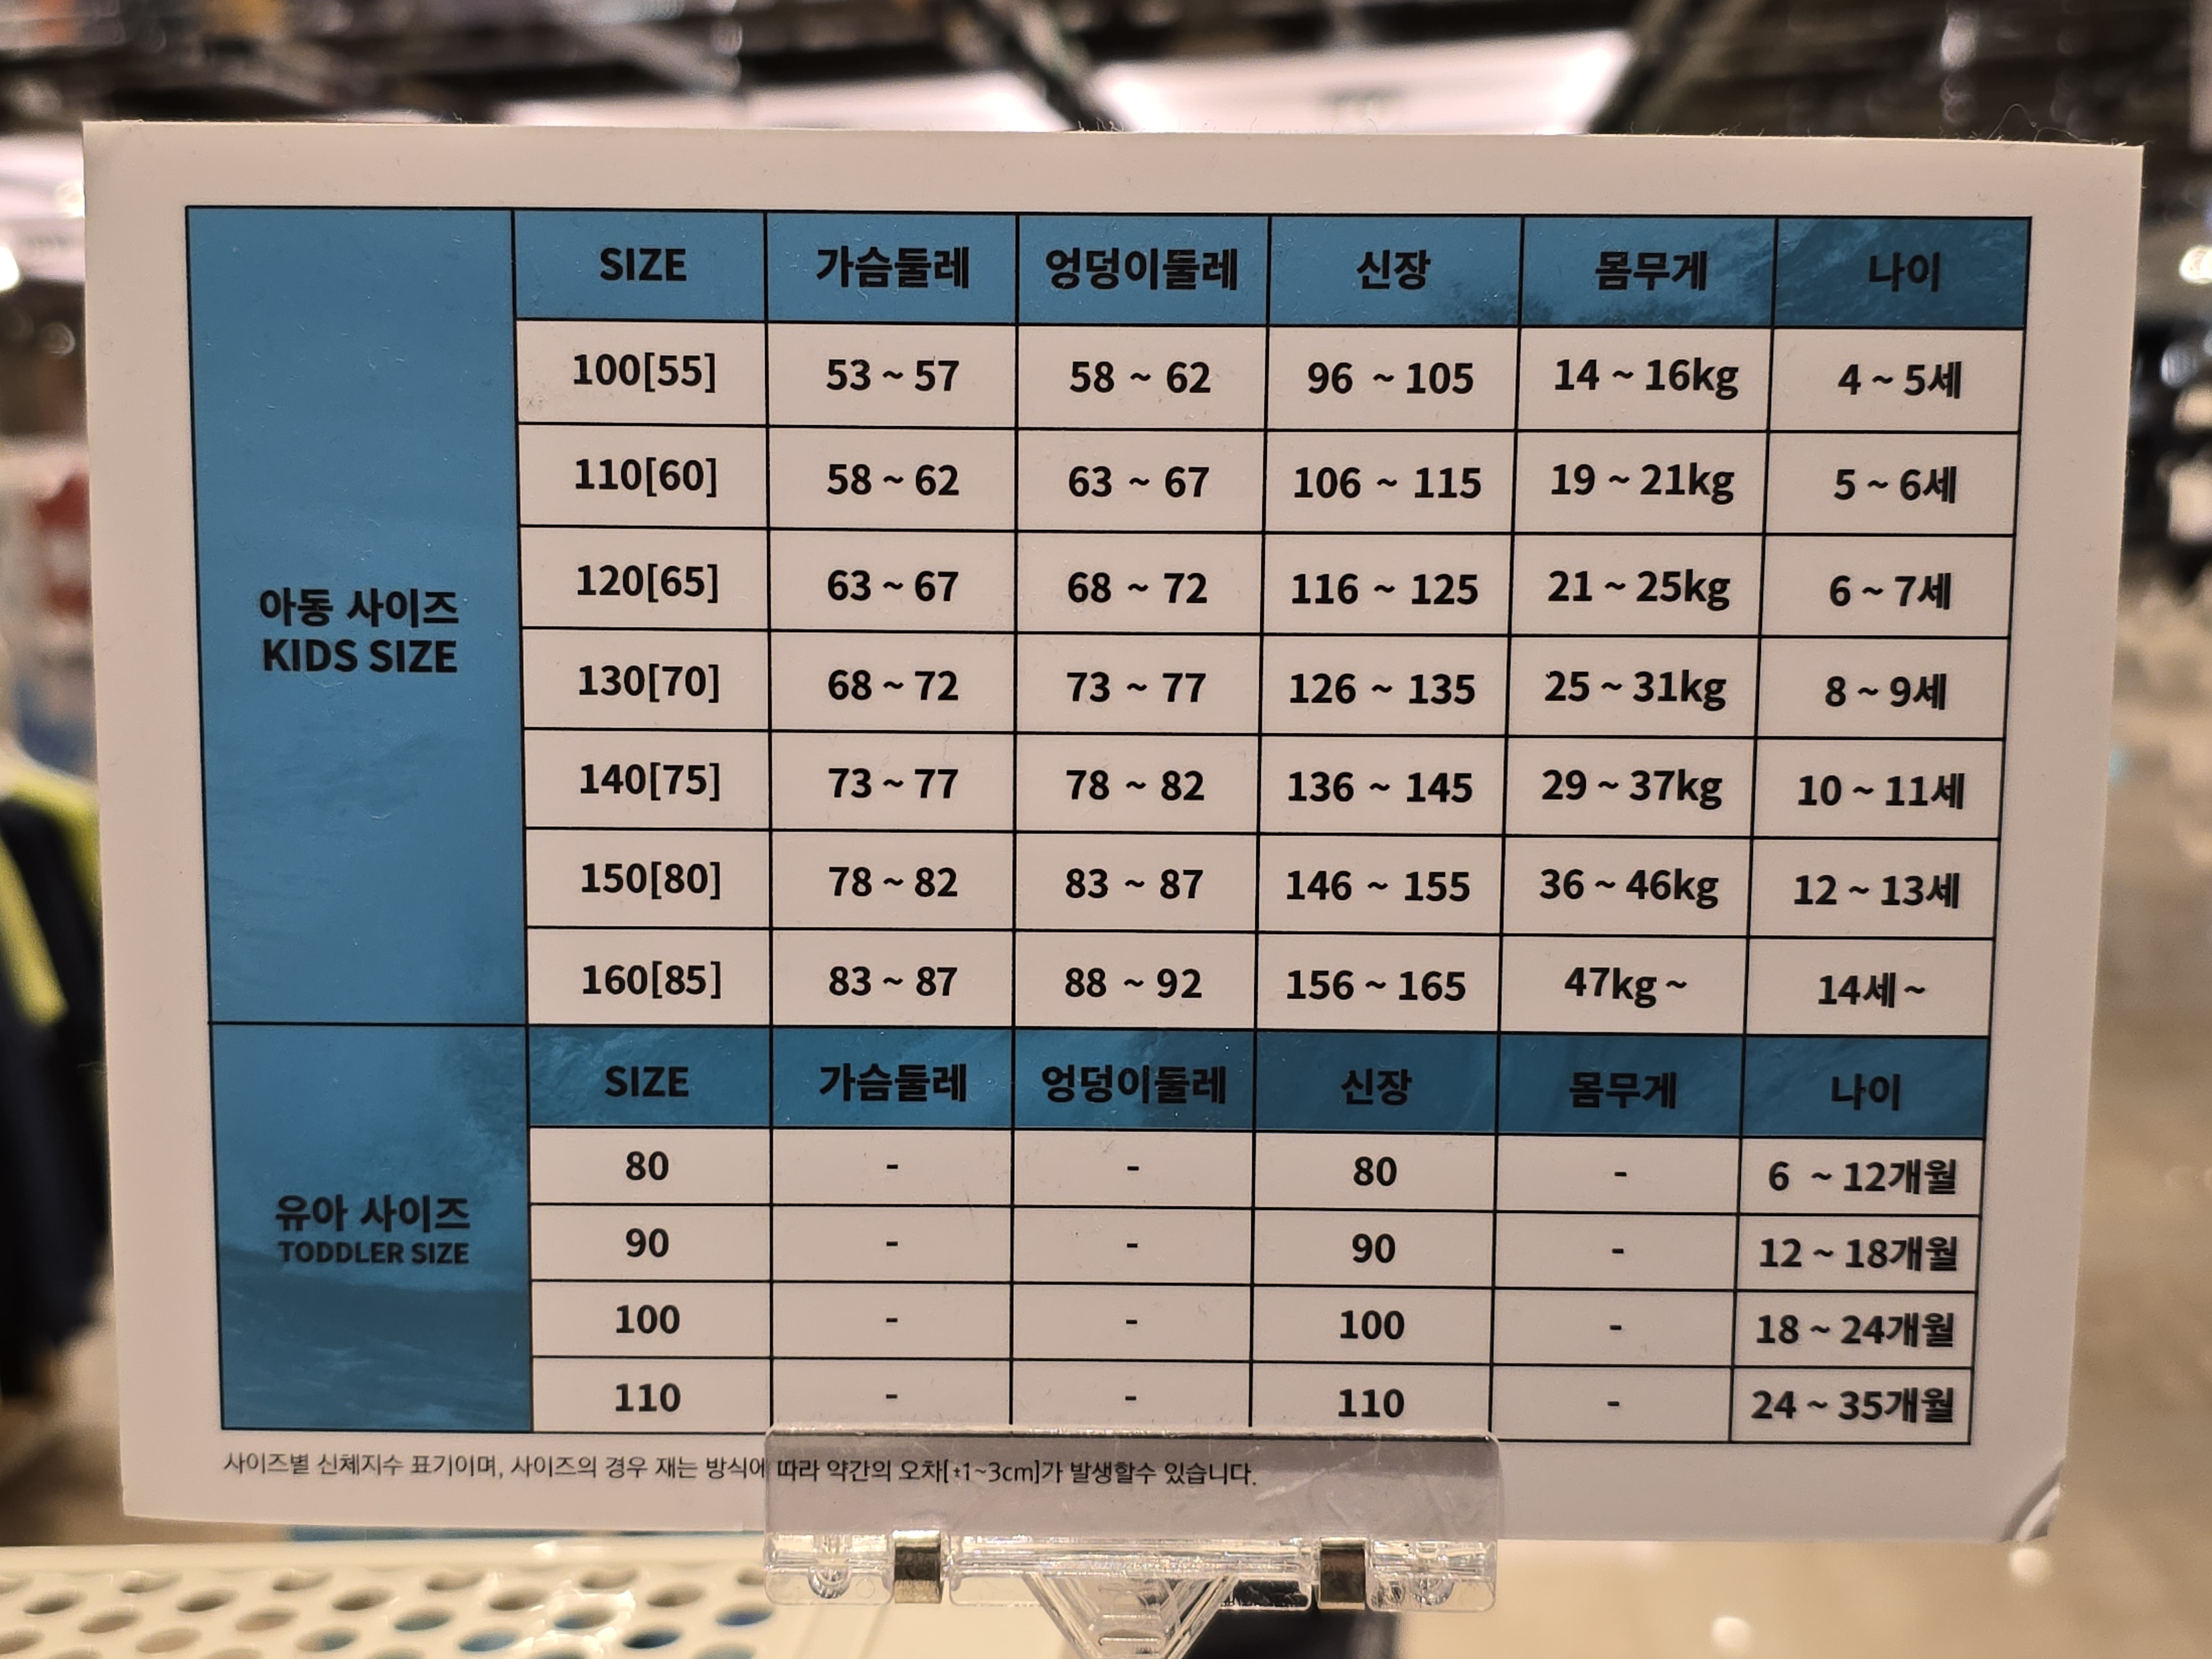 SIZE 가슴둘레 엉덩이둘레 신장 몸무게 나이
100[55] 53 ~ 57 58 ~ 62 96 ~ 105 14 ~ 16kg 4 ~ 5세
110[60] 58 ~ 62 63 ~ 67 106 ~ 115 19 ~ 21kg 5 ~ 6세
120[65] 63 ~ 67 68 ~ 72 116 ~ 125 21 ~ 25kg 6 ~ 7세
아동 사이즈
KIDS SIZE
130[70] 68 ~ 72 73 ~ 77 126 ~ 135 25 ~ 31kg 8 ~ 9세
140[75] 73 ~ 77 78 ~ 82 136 ~ 145 29 ~ 37kg 10 ~ 11세
150[80] 78 ~ 82 83 ~ 87 146 ~ 155 36 ~ 46kg 12 ~ 13세
160[85] 83 ~ 87 88 ~ 92 156 ~ 165 47kg ~ 14세 ~
SIZE 가슴둘레 엉덩이둘레 신장 몸무게 나이
80 - - 80 - 6 ~ 12개월
유아 사이즈
TODDLER SIZE
90 - - 90 - 12 ~ 18개월
100 - - 100 - 18 ~ 24개월
110 - - 110 - 24 ~ 35개월
사이즈별 신체지수 표기이며, 사이즈의 경우 재는 방식에 따라 약간의 오차[±1~3cm]가 발생할수 있습니다.